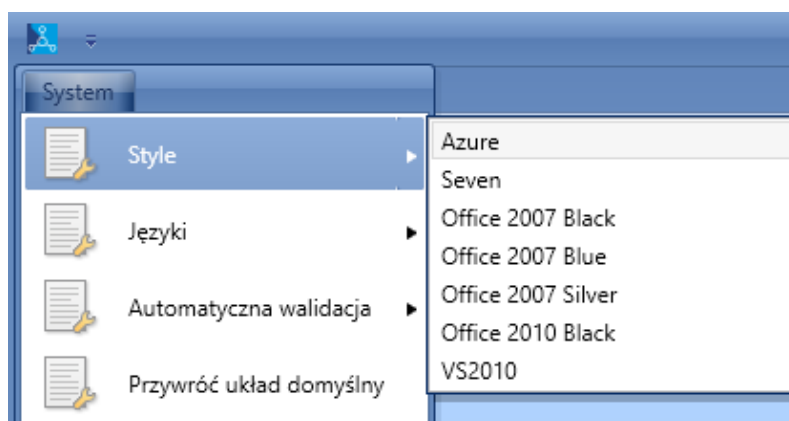 System
Style
Języki
Automatyczna walidacja
Przywróć układ domyślny
Azure
Seven
Office 2007 Black
Office 2007 Blue
Office 2007 Silver
Office 2010 Black
VS2010